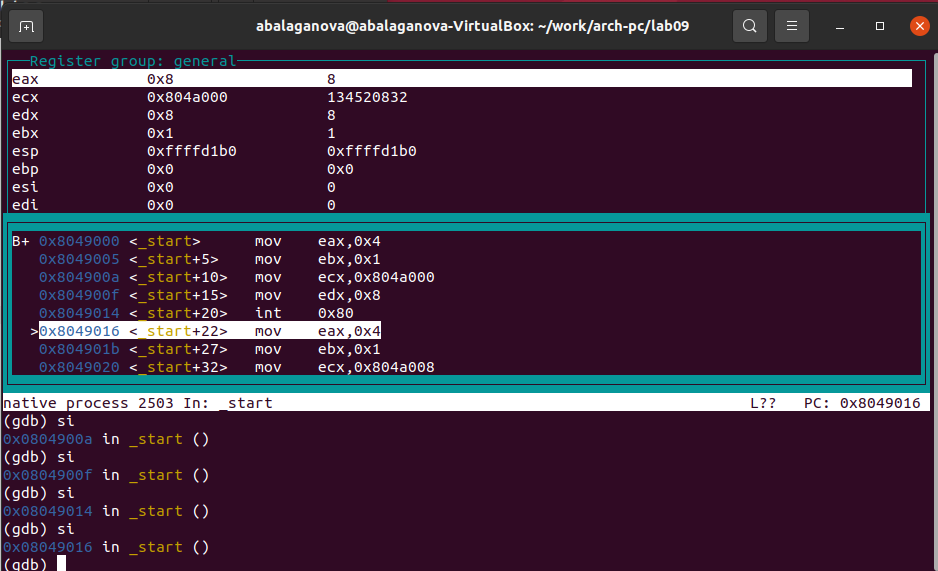 abalaganova@abalaganova-VirtualBox: ~/work/arch-pc/lab09
Register group: general
eax 0x8 8
ecx 0x804a000 134520832
edx 0x8 8
ebx 0x1 1
esp 0xffffd1b0 0xffffd1b0
ebp 0x0 0x0
esi 0x0 0
edi 0x0 0
B+ 0x8049000 <_start> mov eax,0x4
0x8049005 <_start+5> mov ebx,0x1
0x804900a <_start+10> mov ecx,0x804a000
0x804900f <_start+15> mov edx,0x8
0x8049014 <_start+20> int 0x80
>0x8049016 <_start+22> mov eax,0x4
0x804901b <_start+27> mov ebx,0x1
0x8049020 <_start+32> mov ecx,0x804a008
native process 2503 In: _start L?? PC: 0x8049016
(gdb) si
0x0804900a in _start ()
(gdb) si
0x0804900f in _start ()
(gdb) si
0x08049014 in _start ()
(gdb) si
0x08049016 in _start ()
(gdb)